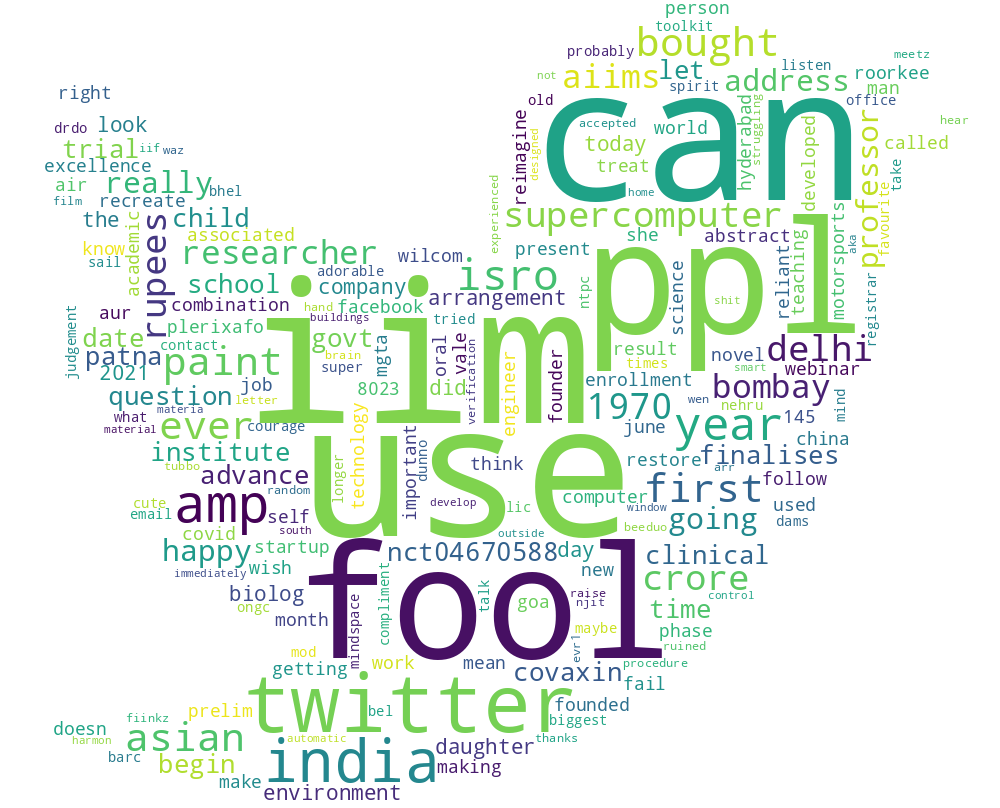 person
toolkit
bought
probably
listen
meetz
not
aiims
let
spirit
address
roorkee
man
right
old
office
hear
drdo
look
can
accepted
world
trial
iif
waz
today
called
excellence
reimagine
designed
treat
hyderabad
struggling
developed
professor
favourite
take
air
really
bhel
film
recreate
home
the
child
supercomputer
experienced
academic
rupees
associated
she
abstract
know
researcher
wilcom
present
motorsports
aka
sail
adorable
isro
science
reliant
teaching
registrar
school
company
ntpc
ppl
shit
combination
hand
facebook
arrangement
aur
buildings
iim
tried
plerixafo
date
govt
oral
vale
verification
result
novel
delhi
judgement
contact
brain
mgta
engineer
founder
times
smart
webinar
patna
paint
super
2021
job
8023
did
enrollment
bombay
wen
nehru
mind
question
letter
1970
145
what
materia
courage
material
ever
use
year
june
china
technology
important
dunno
institute
longer
think
restore
finalises
tubbo
advance
random
computer
first
arr
follow
cute
develop
window
email
amp
self
lic
beeduo
going
used
dams
south
covid
outside
happy
startup
fool
nct04670588
day
clinical
immediately
wish
new
crore
biolog
mindspace
compliment
talk
goa
raise
njit
control
ongc
month
time
mod
maybe
evrl
phase
ruined
getting
work
mean
covaxin
procedure
fail
twitter
prelim
bel
founded
fiinkz
biggest
doesn
asian
harmon
automatic
thanks
barc
begin
india
daughter
make
making
environment